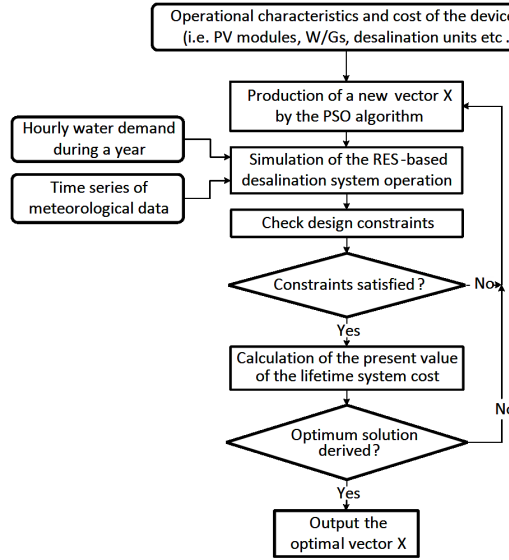 Operational characteristics and cost of the device
(i.e. PV modules, W/Gs, desalination units etc .
Production of a new vector X
by the PSO algorithm
Hourly water demand
during a year
Simulation of the RES-based
desalination system operation
Time series of
meteorological data
Check design constraints
Constraints satisfied ?
No
Yes
Calculation of the present value
of the lifetime system cost
No
Optimum solution
derived?
Yes
Output the
optimal vector X